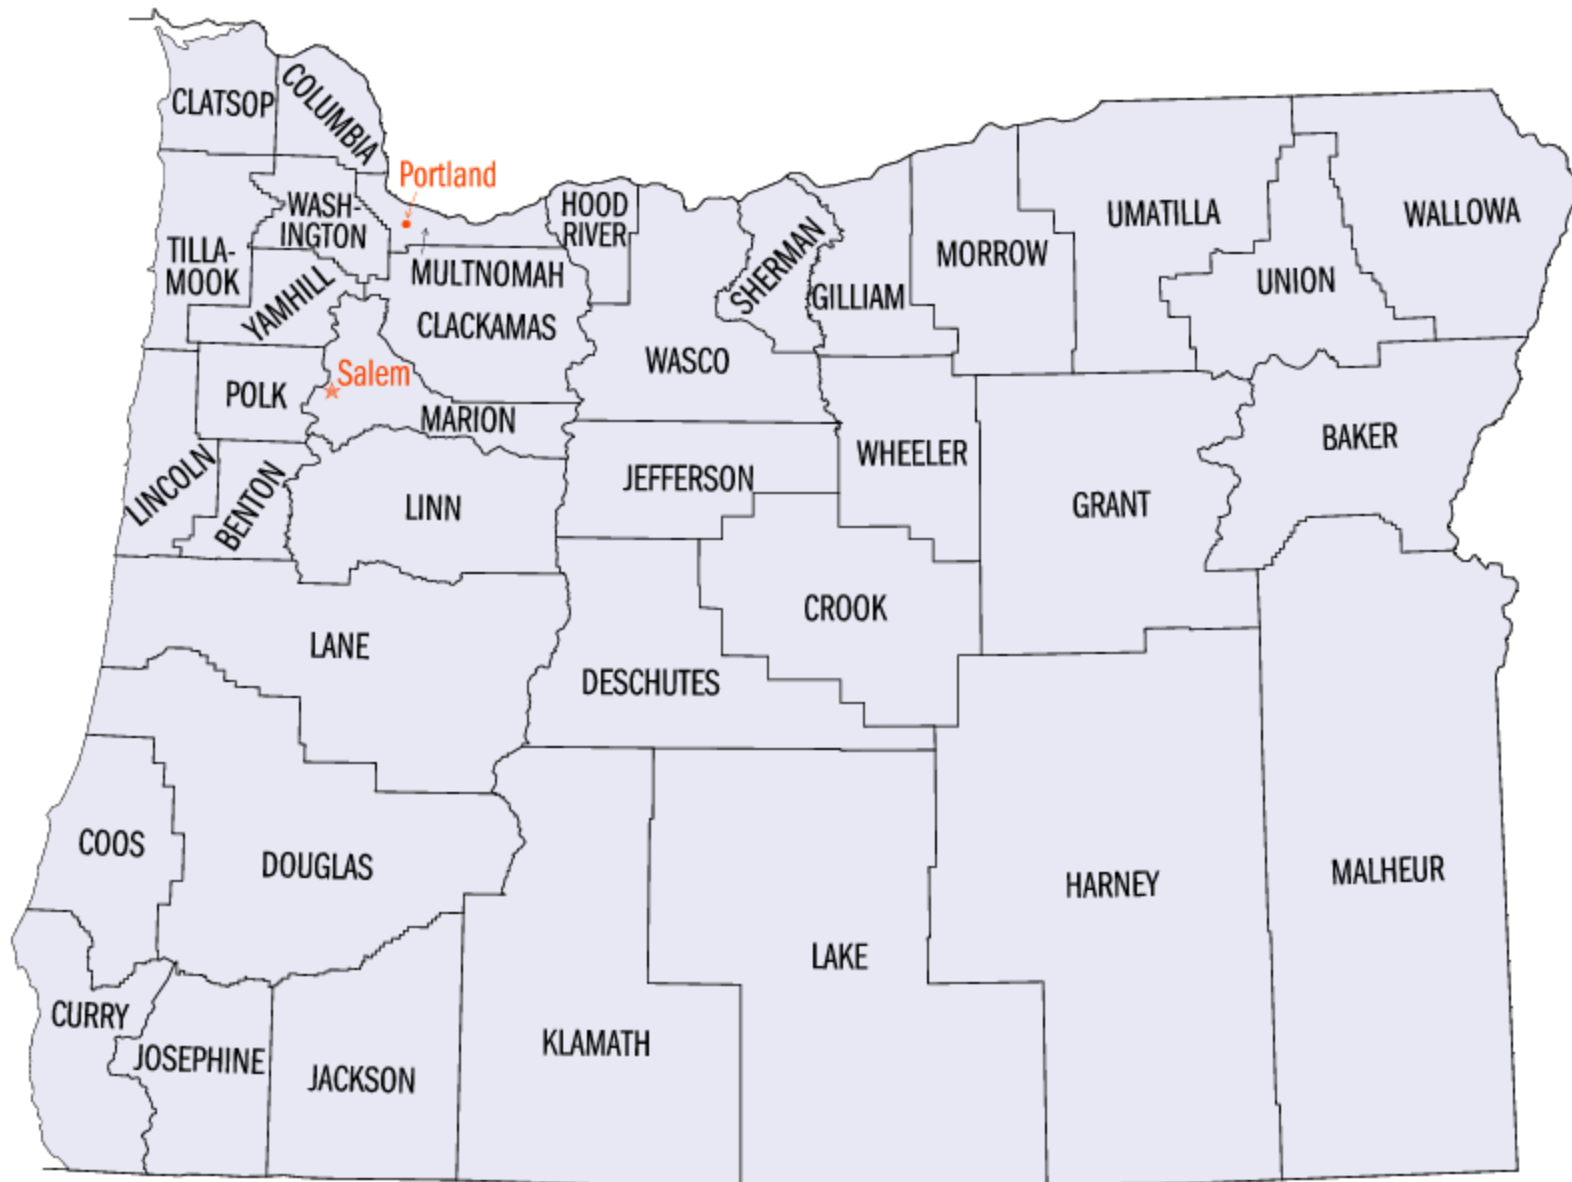 COLUMBIA
CLATSOP
Portland
HOOD
RIVER
WASH-
INGTON
UMATILLA
WALLOWA
TILLA-
MOOK
MULTNOMAH
SHERMAN
MORROW
UNION
YAMHILL
GILLIAM
CLACKAMAS
WASCO
Salem
POLK
MARION
BAKER
WHEELER
JEFFERSON
LINCOLN
BENTON
LINN
GRANT
CROOK
LANE
DESCHUTES
COOS
DOUGLAS
HARNEY
MALHEUR
LAKE
CURRY
KLAMATH
JOSEPHINE
JACKSON